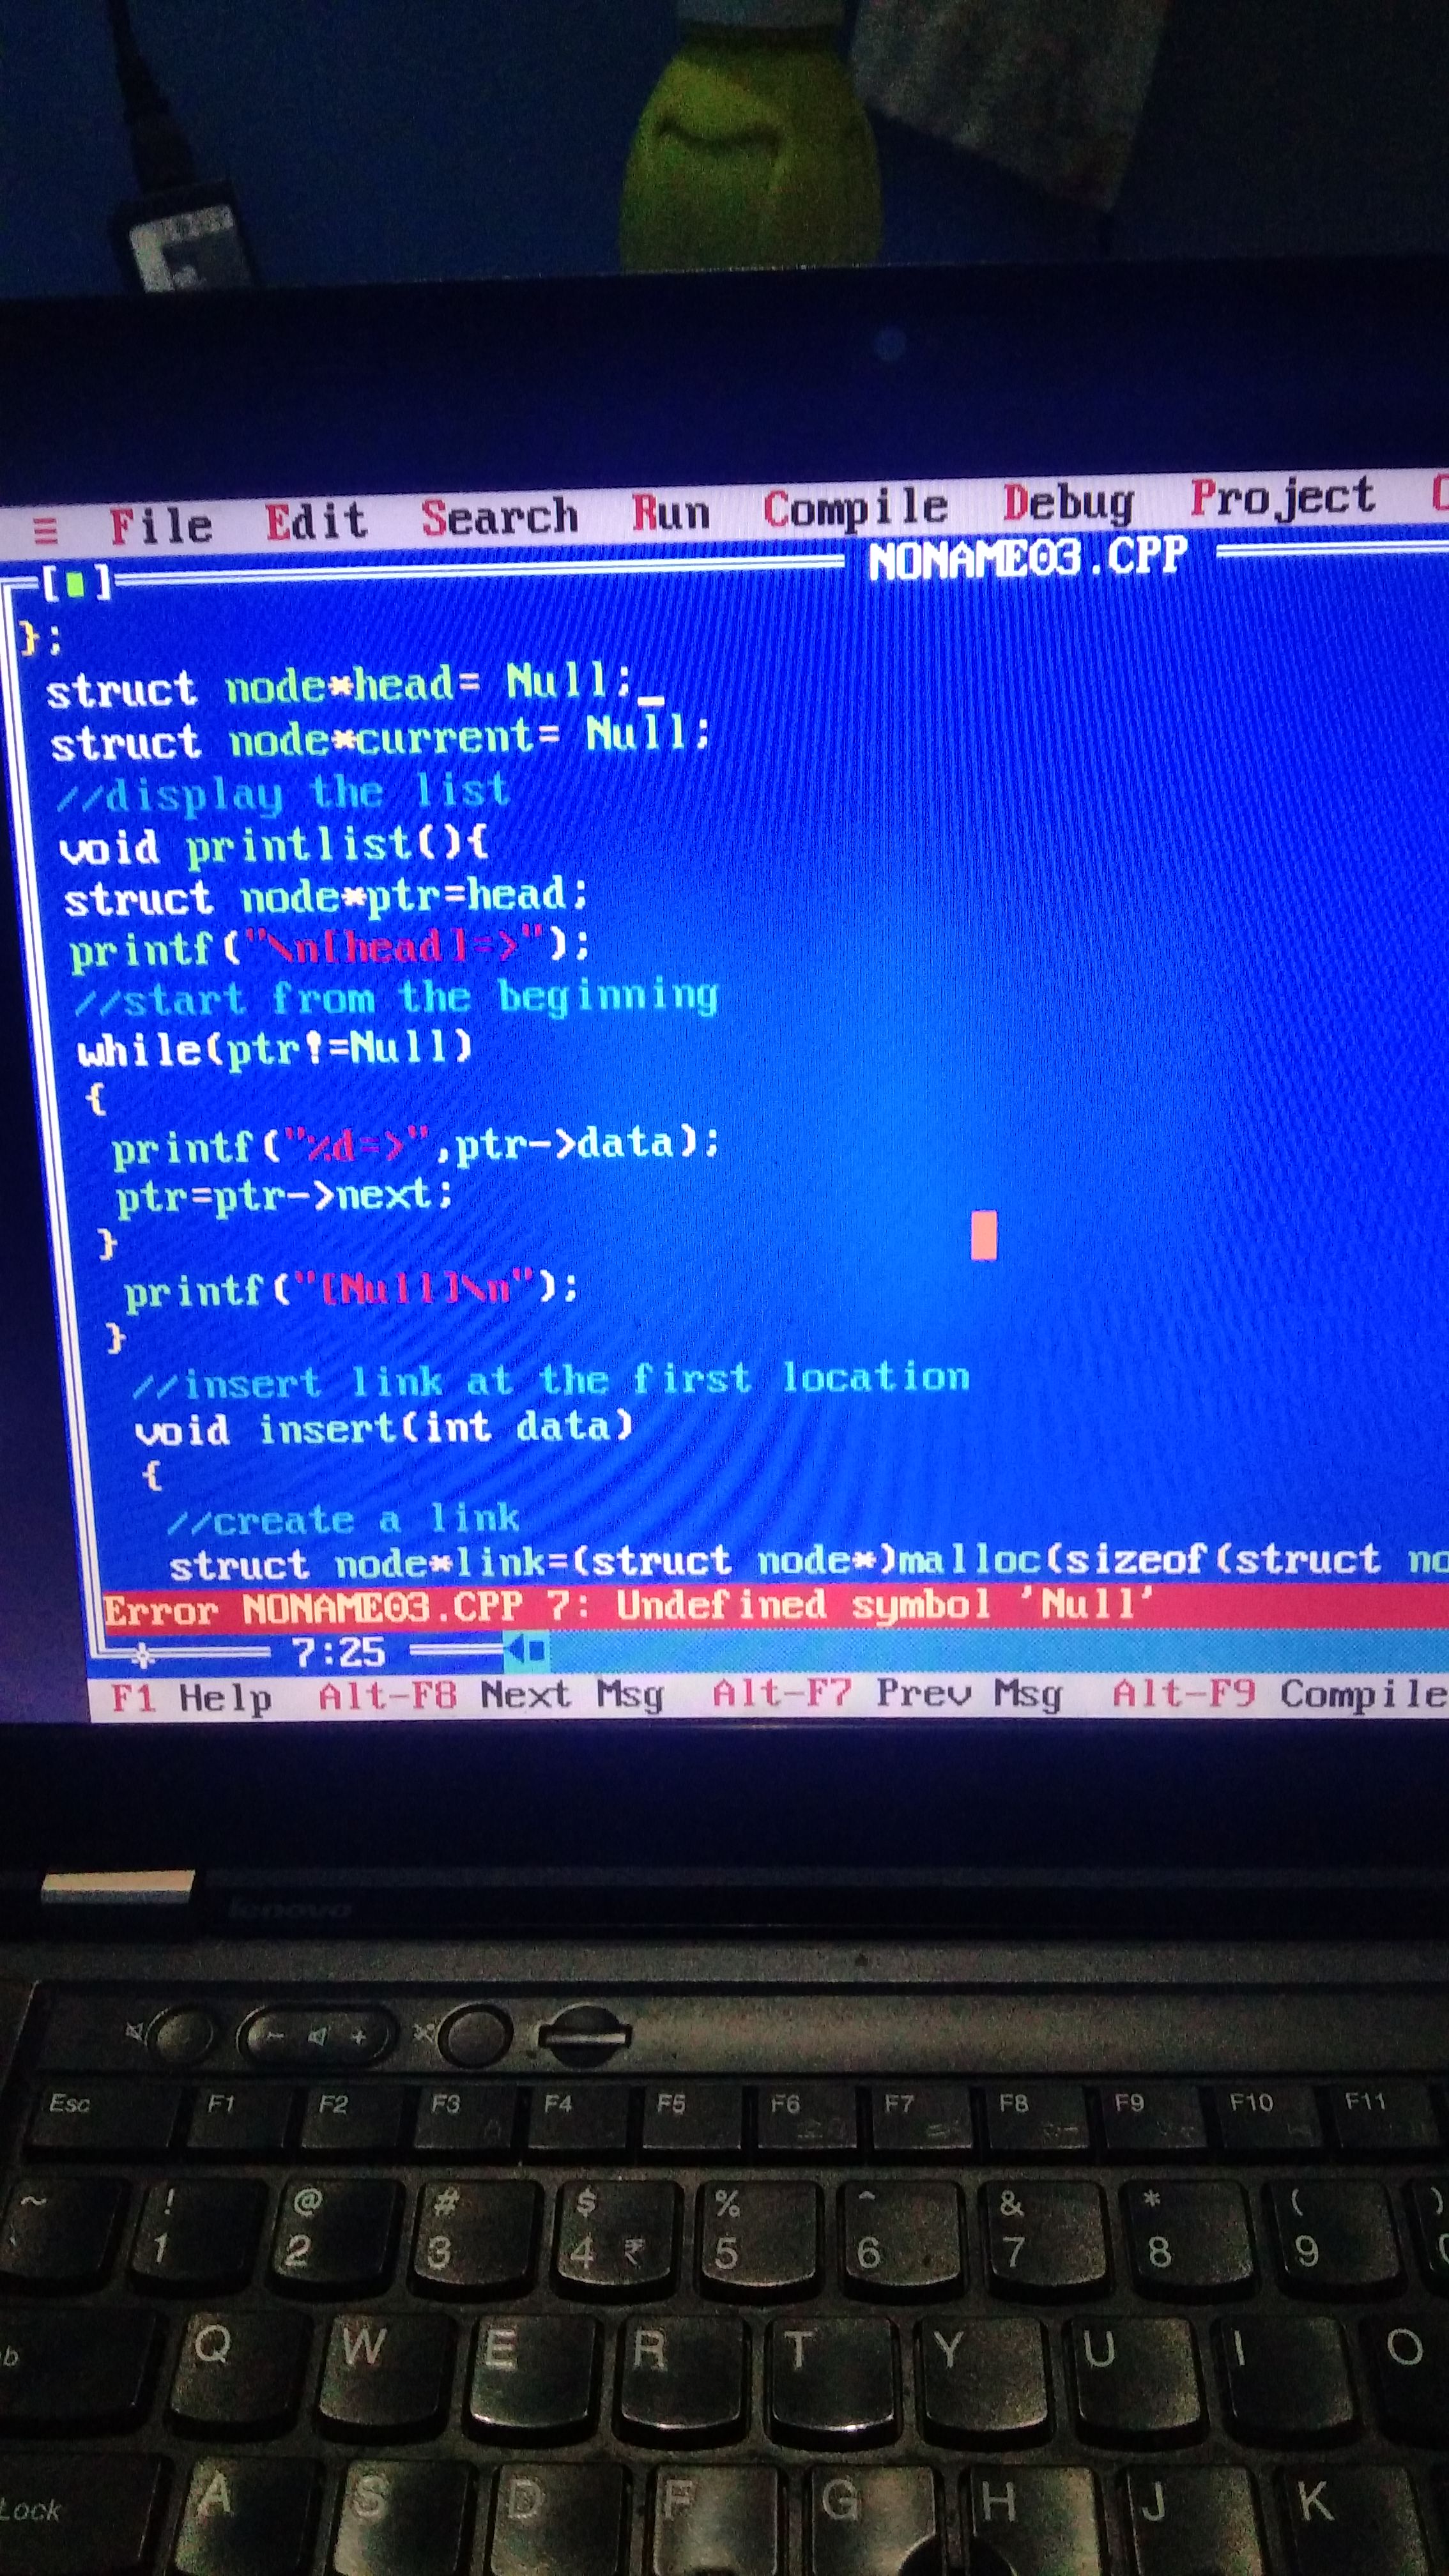 ≡ File Edit Search Run Compile Debug Project
[■] NONAME03.CPP
};
struct node*head= Null;_
struct node*current= Null;
//display the list
void printlist(){
struct node*ptr=head;
printf("\n[head]=>");
//start from the beginning
while(ptr!=Null)
{
printf("%d=>",ptr->data);
ptr=ptr->next;
}
printf("[Null]\n");
}
//insert link at the first location
void insert(int data)
{
//create a link
struct node*link=(struct node*)malloc(sizeof(struct no
Error NONAME03.CPP 7: Undefined symbol 'Null'
7:25
F1 Help Alt-F8 Next Msg Alt-F7 Prev Msg Alt-F9 Compile
lenovo
Esc F1 F2 F3 F4 F5 F6 F7 F8 F9 F10 F11
~ ! @ # $ % ^ & * ( )
` 1 2 3 4 ₹ 5 6 7 8 9
b Q W E R T Y U I O
Lock A S D F G H J K